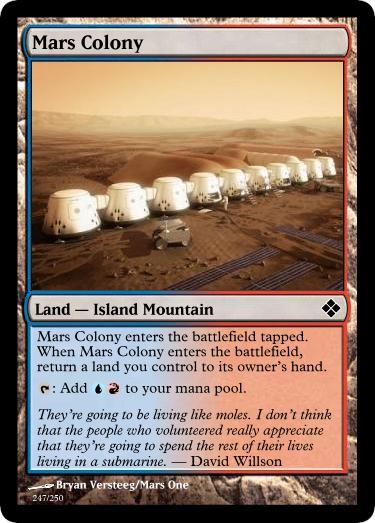 Mars Colony
Land — Island Mountain
Mars Colony enters the battlefield tapped.
When Mars Colony enters the battlefield,
return a land you control to its owner's hand.
: Add to your mana pool.
They're going to be living like moles. I don't think
that the people who volunteered really appreciate
that they're going to spend the rest of their lives
living in a submarine. — David Willson
Bryan Versteeg/Mars One
247/250